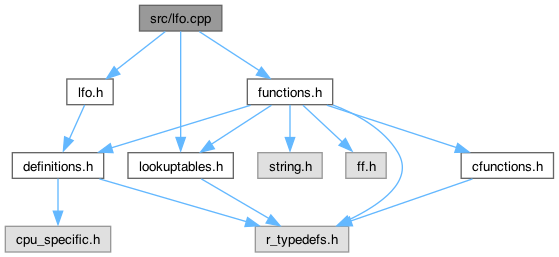 src/lfo.cpp
lfo.h
functions.h
definitions.h
lookuptables.h
string.h
ff.h
cfunctions.h
cpu_specific.h
r_typedefs.h